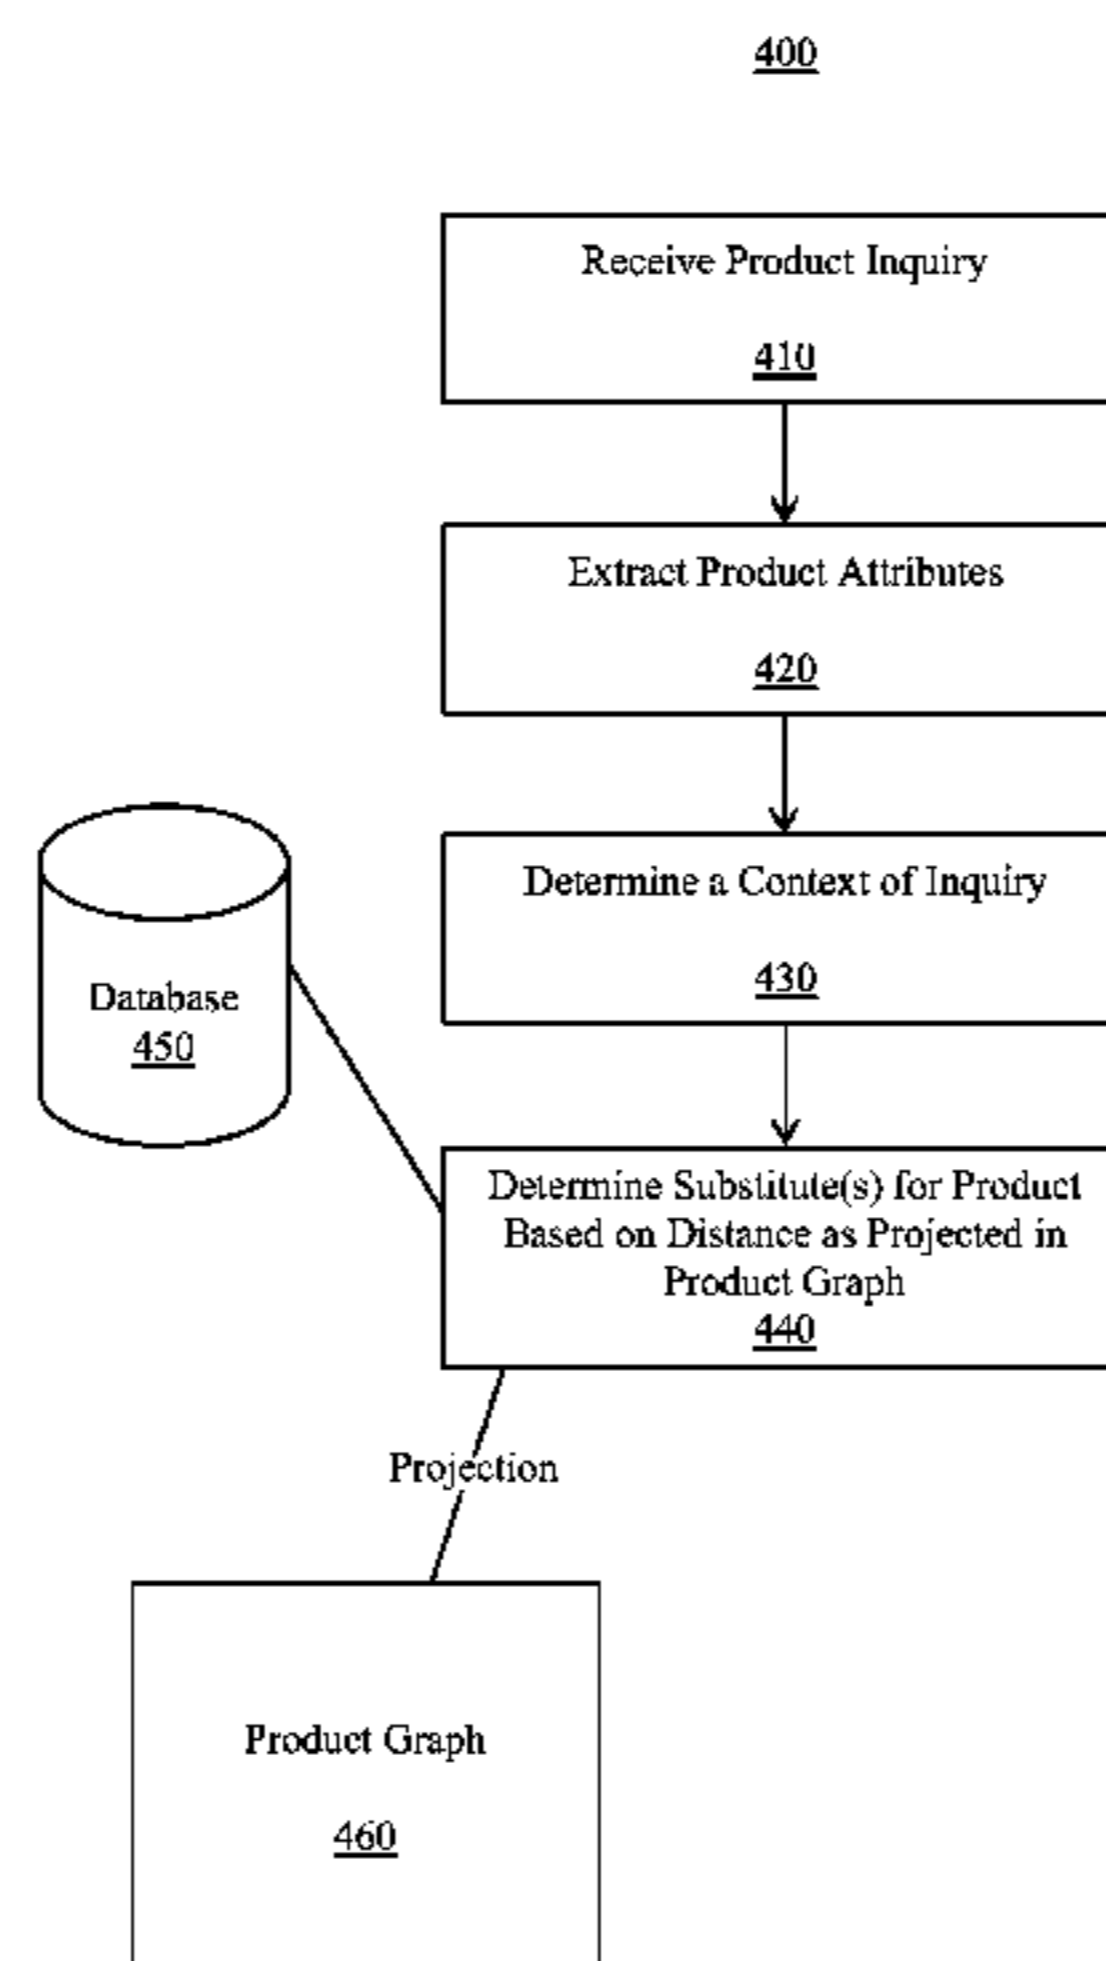 400
Receive Product Inquiry
410
Extract Product Attributes
420
Determine a Context of Inquiry
430
Database
450
Determine Substitute(s) for Product
Based on Distance as Projected in
Product Graph
440
Projection
Product Graph
460